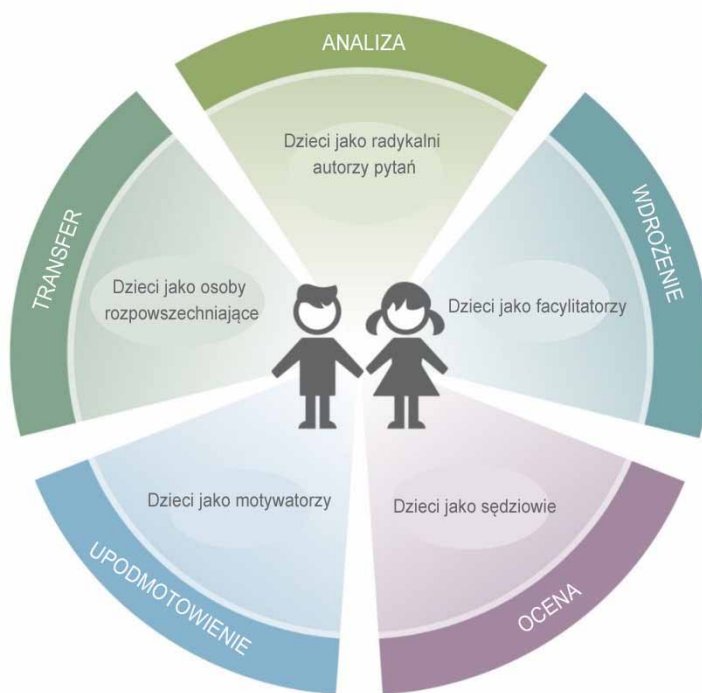 ANALIZA
Dzieci jako radykalni
autorzy pytań
WDROŻENIE
Dzieci jako facylitatorzy
OCENA
Dzieci jako sędziowie
UPODMOTOWIENIE
Dzieci jako motywatorzy
TRANSFER
Dzieci jako osoby
rozpowszechniające